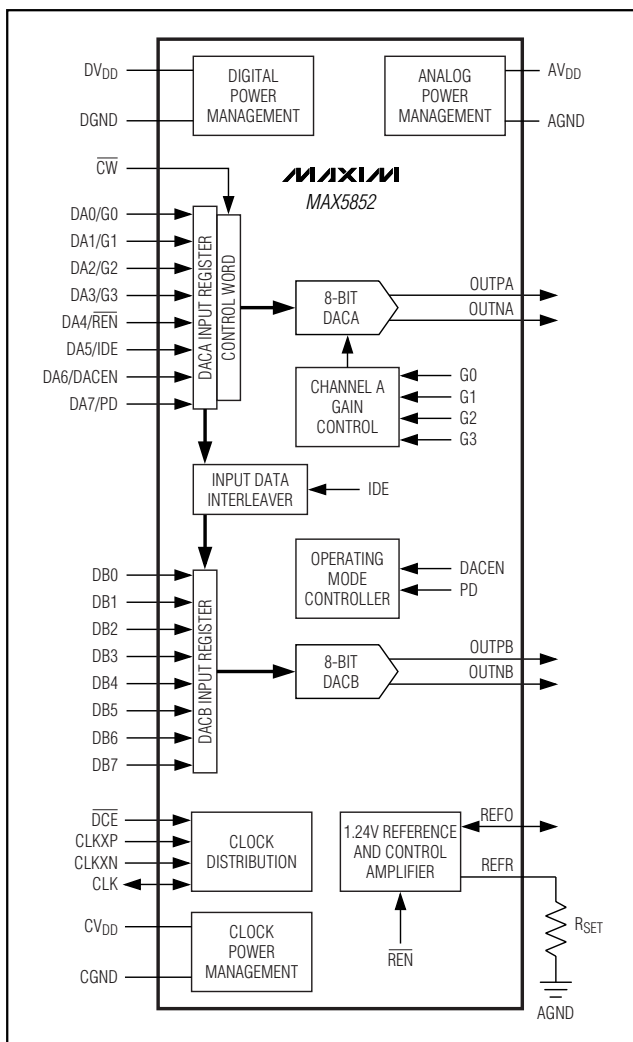 DVDD
DGND
DIGITAL
POWER
MANAGEMENT
ANALOG
POWER
MANAGEMENT
AVDD
AGND
CW
MAXIM
MAX5852
DA0/G0
DA1/G1
DA2/G2
DA3/G3
DA4/REN
DA5/IDE
DA6/DACEN
DA7/PD
DACA INPUT REGISTER
CONTROL WORD
8-BIT
DACA
OUTPA
OUTNA
CHANNEL A
GAIN
CONTROL
G0
G1
G2
G3
INPUT DATA
INTERLEAVER
IDE
OPERATING
MODE
CONTROLLER
DACEN
PD
DB0
DB1
DB2
DB3
DB4
DB5
DB6
DB7
DACB INPUT REGISTER
8-BIT
DACB
OUTPB
OUTNB
DCE
CLKXP
CLKXN
CLK
CLOCK
DISTRIBUTION
1.24V REFERENCE
AND CONTROL
AMPLIFIER
REFO
REFR
REN
RSET
AGND
CVDD
CGND
CLOCK
POWER
MANAGEMENT